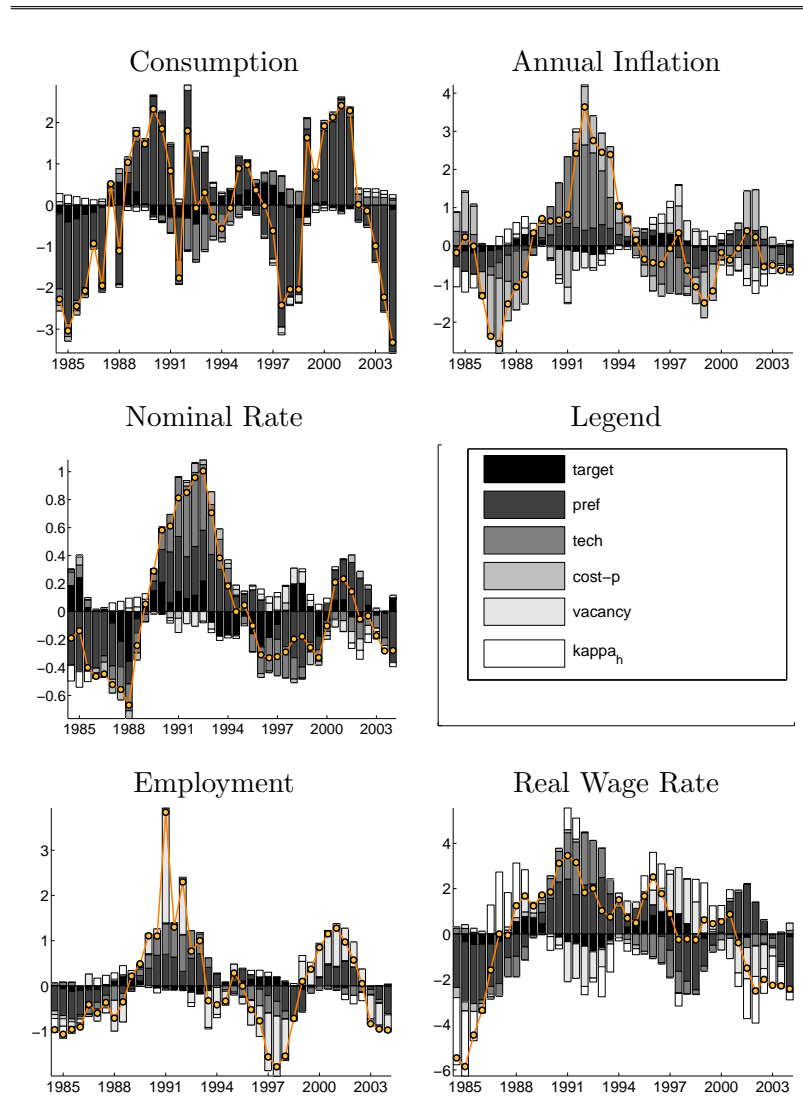 Consumption
2
1
0
−1
−2
−3
1985 1988 1991 1994 1997 2000 2003
Annual Inflation
4
2
0
−2
1985 1988 1991 1994 1997 2000 2003
Nominal Rate
1
0.8
0.6
0.4
0.2
0
−0.2
−0.4
−0.6
1985 1988 1991 1994 1997 2000 2003
Legend
target
pref
tech
cost−p
vacancy
kappa_h
Employment
3
2
1
0
−1
1985 1988 1991 1994 1997 2000 2003
Real Wage Rate
4
2
0
−2
−4
−6
1985 1988 1991 1994 1997 2000 2003